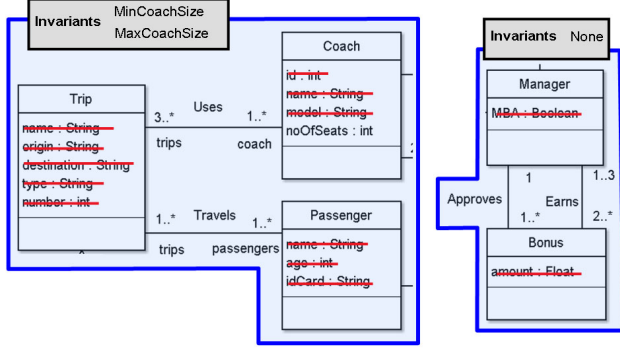 Invariants MinCoachSize
MaxCoachSize
Trip
name : String
origin : String
destination : String
type : String
number : int
3..* Uses 1..*
trips coach
Coach
id : int
name : String
model : String
noOfSeats : int
1..* Travels 1..*
trips passengers
Passenger
name : String
age : int
idCard : String
Invariants None
Manager
MBA : Boolean
1 1..3
Approves Earns
1..* 2..*
Bonus
amount : Float